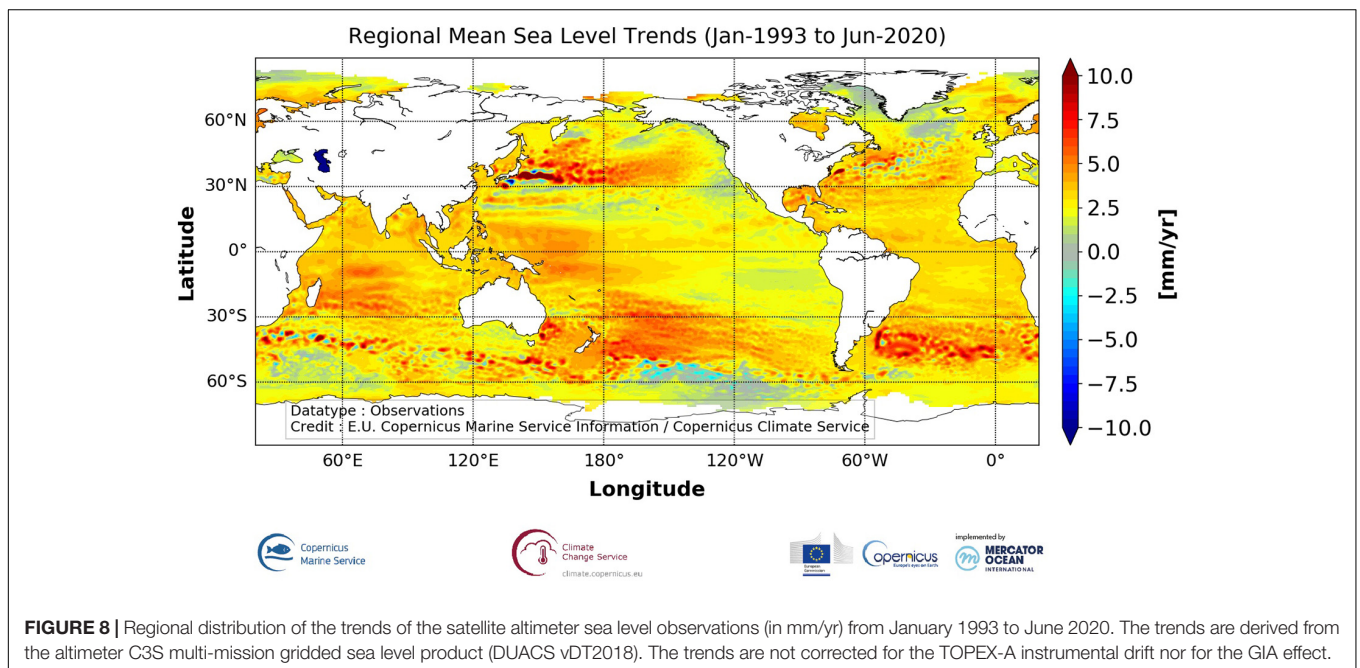 Regional Mean Sea Level Trends (Jan-1993 to Jun-2020)
Latitude
60°N
30°N
0°
30°S
60°S
Datatype : Observations
Credit : E.U. Copernicus Marine Service Information / Copernicus Climate Service
60°E 120°E 180° 120°W 60°W 0°
Longitude
10.0
7.5
5.0
2.5
0.0
−2.5
−5.0
−7.5
−10.0
[mm/yr]
Copernicus
Marine Service
Climate
Change Service
climate.copernicus.eu
European
Commission
opernicus
Europe's eyes on Earth
implemented by
MERCATOR
OCEAN
INTERNATIONAL
FIGURE 8 | Regional distribution of the trends of the satellite altimeter sea level observations (in mm/yr) from January 1993 to June 2020. The trends are derived from
the altimeter C3S multi-mission gridded sea level product (DUACS vDT2018). The trends are not corrected for the TOPEX-A instrumental drift nor for the GIA effect.